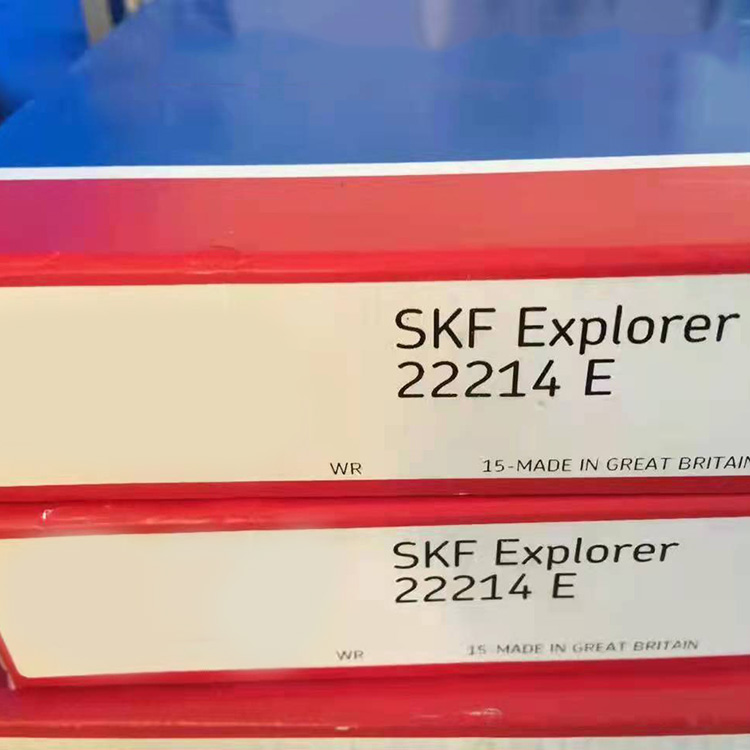 SKF Explorer
22214 E
WR 15-MADE IN GREAT BRITAIN
SKF Explorer
22214 E
WR 15-MADE IN GREAT BRITAIN